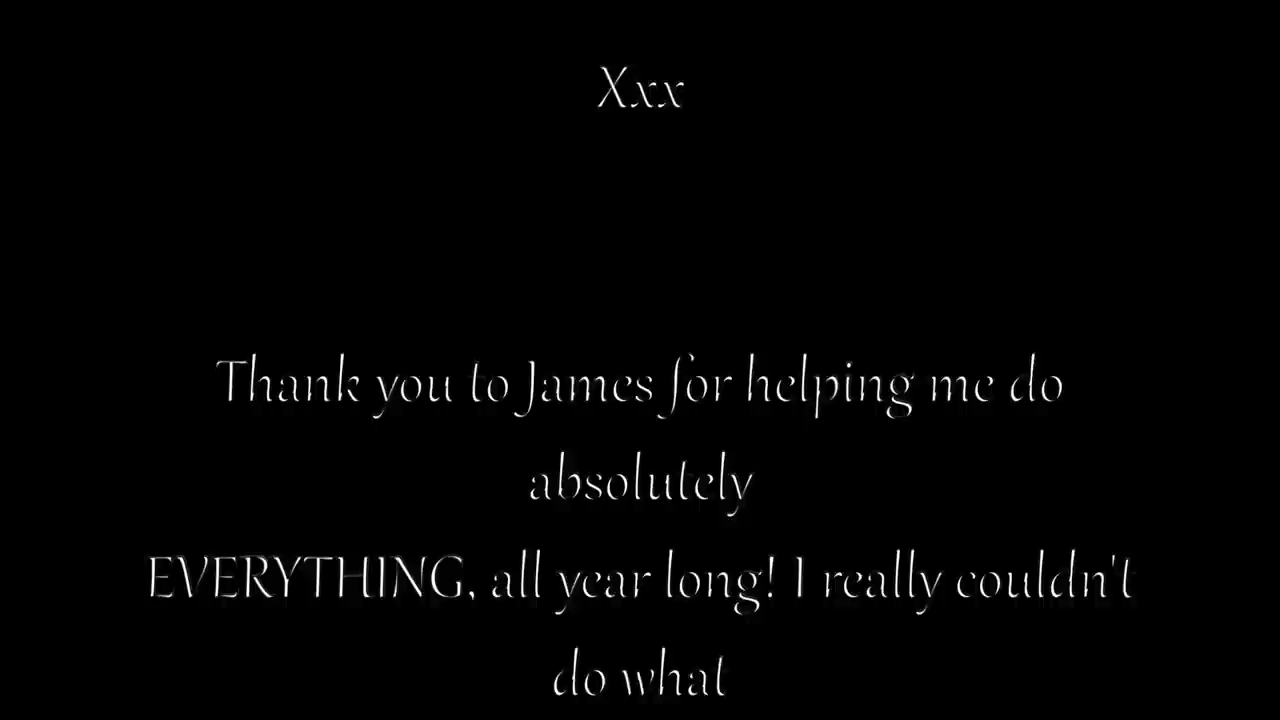 Xxx
Thank you to James for helping me do
absolutely
EVERYTHING, all year long! I really couldn't
do what